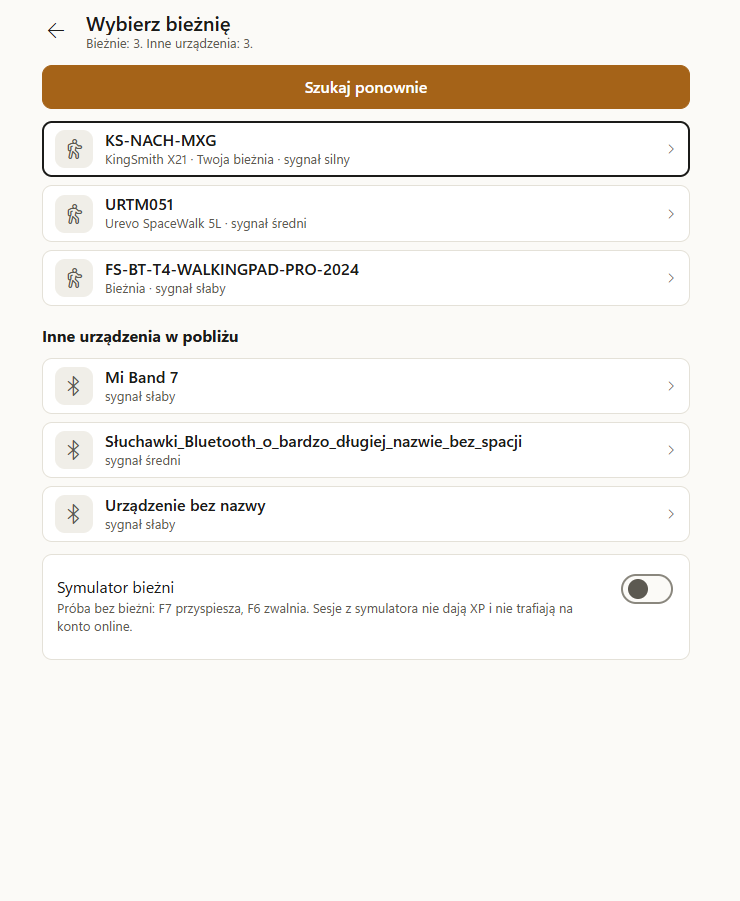 Wybierz bieżnię
Bieżnie: 3. Inne urządzenia: 3.
Szukaj ponownie
KS-NACH-MXG
KingSmith X21 · Twoja bieżnia · sygnał silny
URTM051
Urevo SpaceWalk 5L · sygnał średni
FS-BT-T4-WALKINGPAD-PRO-2024
Bieżnia · sygnał słaby
Inne urządzenia w pobliżu
Mi Band 7
sygnał słaby
Słuchawki_Bluetooth_o_bardzo_długiej_nazwie_bez_spacji
sygnał średni
Urządzenie bez nazwy
sygnał słaby
Symulator bieżni
Próba bez bieżni: F7 przyspiesza, F6 zwalnia. Sesje z symulatora nie dają XP i nie trafiają na
konto online.